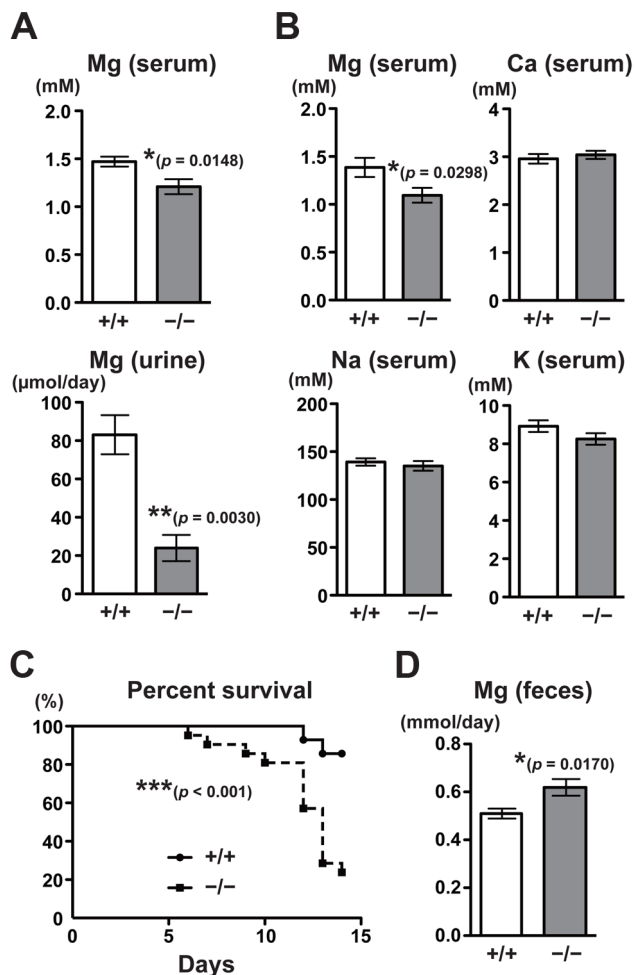 A
Mg (serum)
(mM)
2.0
1.5
1.0
0.5
0.0
*(p = 0.0148)
+/+ −/−
Mg (urine)
(μmol/day)
100
80
60
40
20
0
**(p = 0.0030)
+/+ −/−
B
Mg (serum)
(mM)
2.0
1.5
1.0
0.5
0.0
*(p = 0.0298)
+/+ −/−
Ca (serum)
(mM)
4
3
2
1
0
+/+ −/−
Na (serum)
(mM)
200
150
100
50
0
+/+ −/−
K (serum)
(mM)
10
8
6
4
2
0
+/+ −/−
C
Percent survival
(%)
100
80
60
40
20
0
***(p < 0.001)
+/+
−/−
0 5 10 15
Days
D
Mg (feces)
(mmol/day)
0.8
0.6
0.4
0.2
0.0
*(p = 0.0170)
+/+ −/−